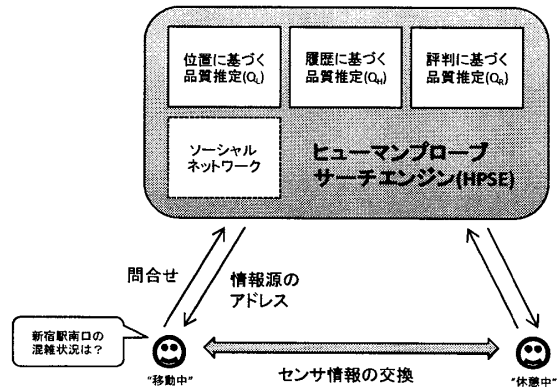 位置に基づく
品質推定(QL)
履歴に基づく
品質推定(QH)
評判に基づく
品質推定(QR)
ソーシャル
ネットワーク
ヒューマンプローブ
サーチエンジン(HPSE)
問合せ
情報源の
アドレス
新宿駅南口の
混雑状況は？
"移動中"
センサ情報の交換
"休憩中"